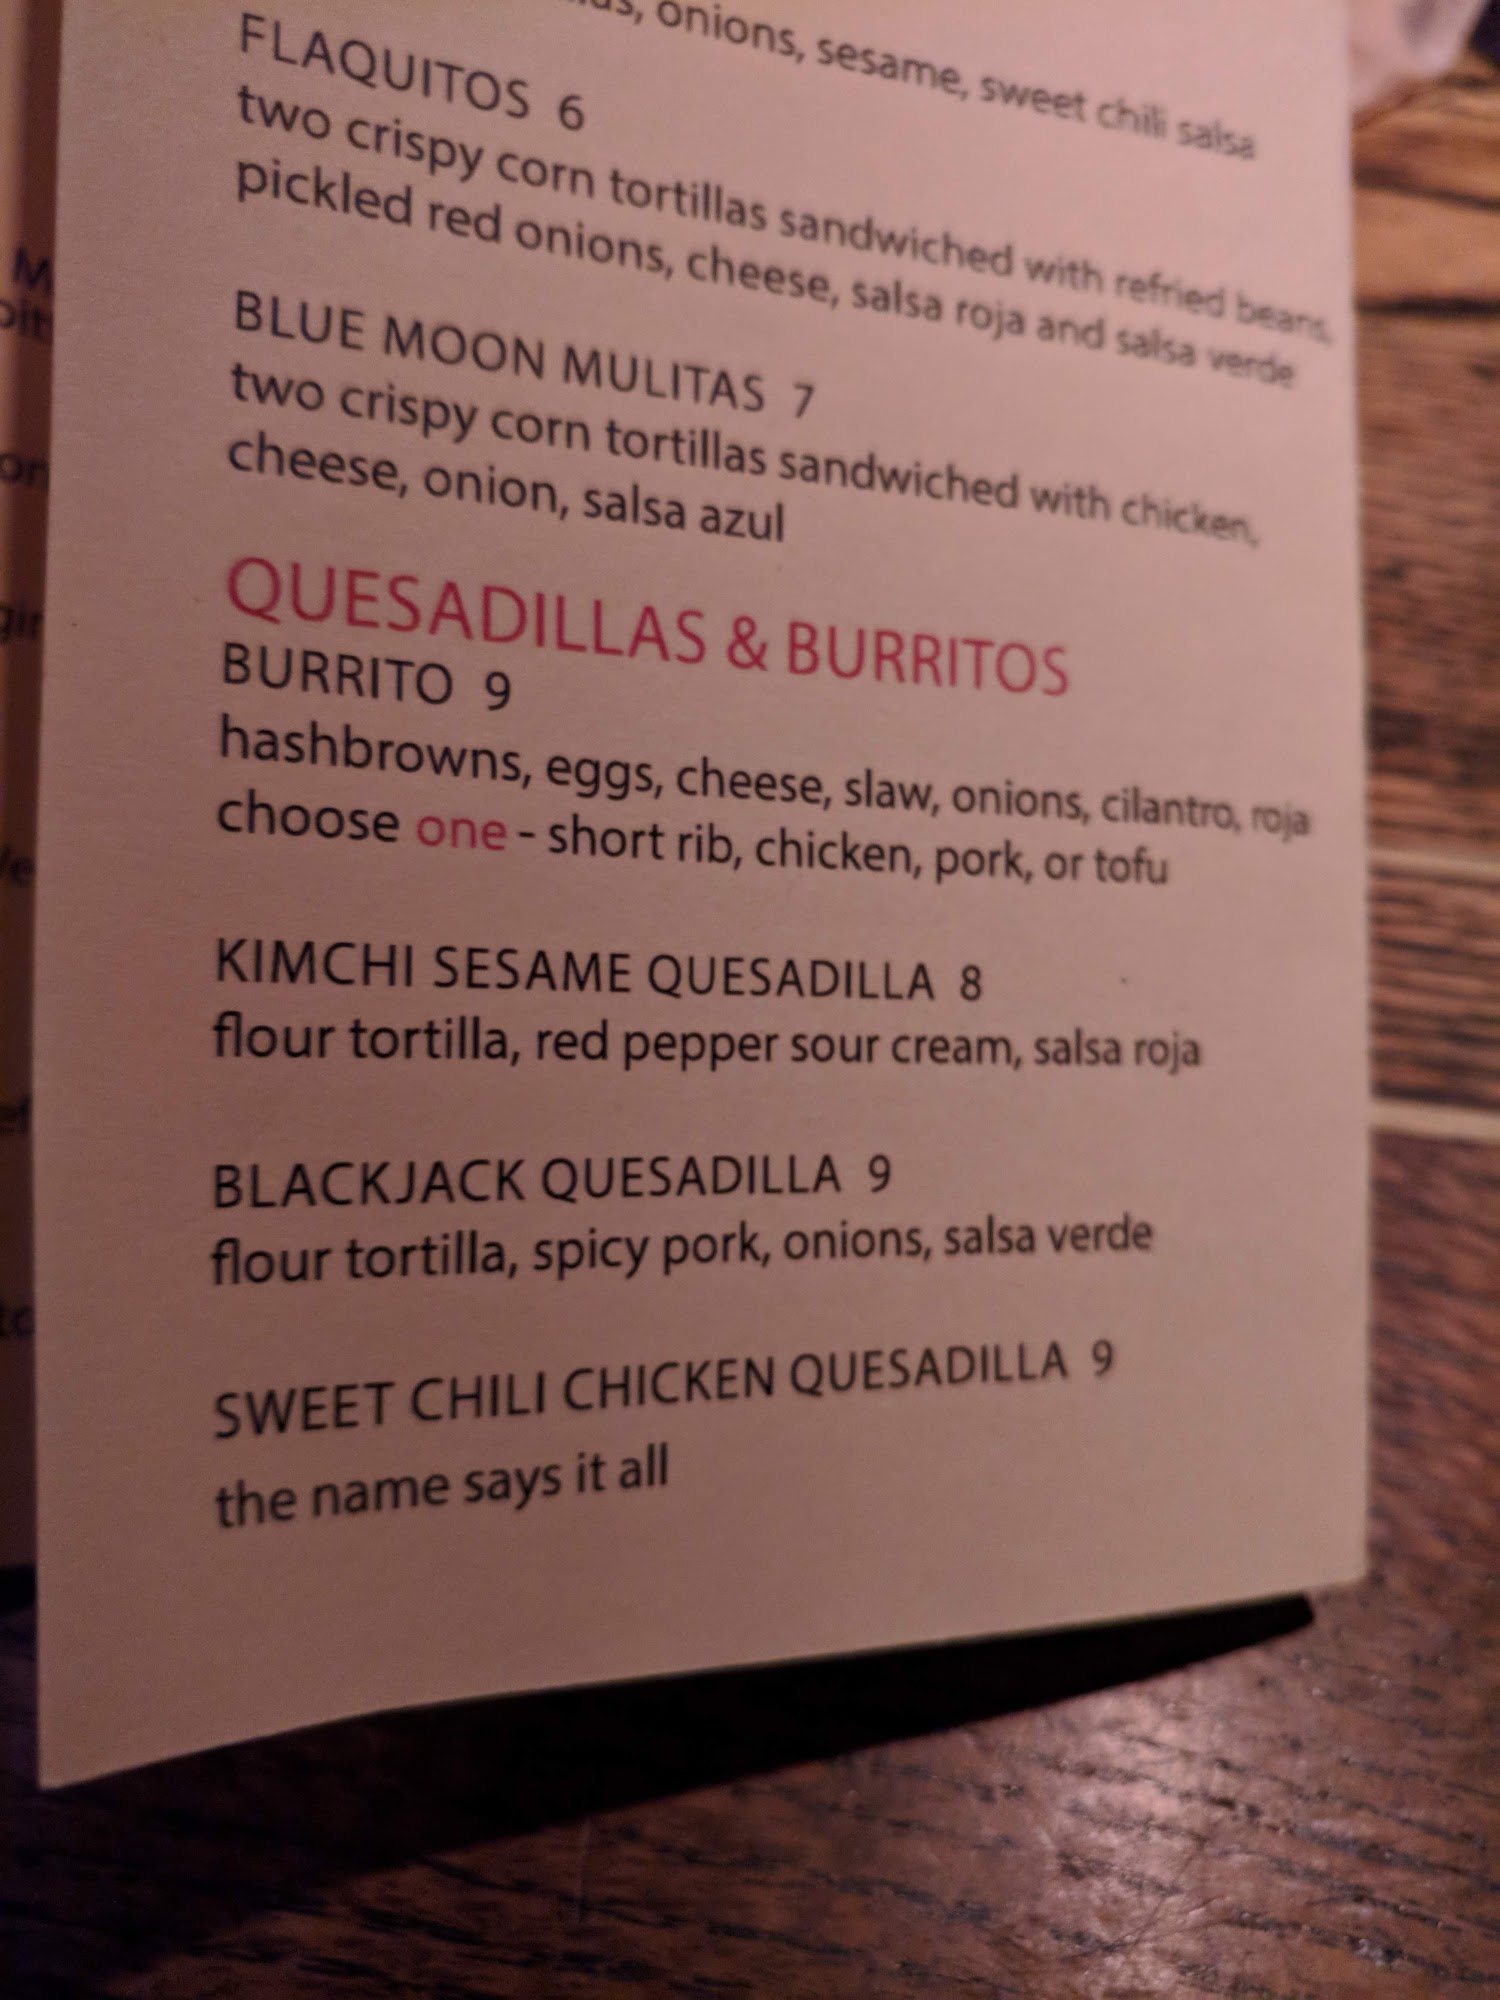 onions, sesame, sweet chili salsa
FLAQUITOS 6
two crispy corn tortillas sandwiched with refried beans,
pickled red onions, cheese, salsa roja and salsa verde
BLUE MOON MULITAS 7
two crispy corn tortillas sandwiched with chicken,
cheese, onion, salsa azul
QUESADILLAS & BURRITOS
BURRITO 9
hashbrowns, eggs, cheese, slaw, onions, cilantro, roja
choose one - short rib, chicken, pork, or tofu
KIMCHI SESAME QUESADILLA 8
flour tortilla, red pepper sour cream, salsa roja
BLACKJACK QUESADILLA 9
flour tortilla, spicy pork, onions, salsa verde
SWEET CHILI CHICKEN QUESADILLA 9
the name says it all